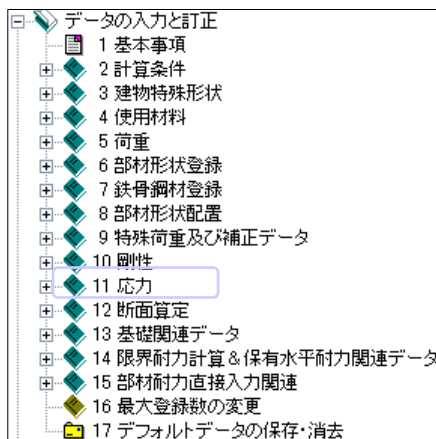 データの入力と訂正
1 基本事項
2 計算条件
3 建物特殊形状
4 使用材料
5 荷重
6 部材形状登録
7 鉄骨鋼材登録
8 部材形状配置
9 特殊荷重及び補正データ
10 剛性
11 応力
12 断面算定
13 基礎関連データ
14 限界耐力計算&保有水平耐力関連データ
15 部材耐力直接入力関連
16 最大登録数の変更
17 デフォルトデータの保存・消去